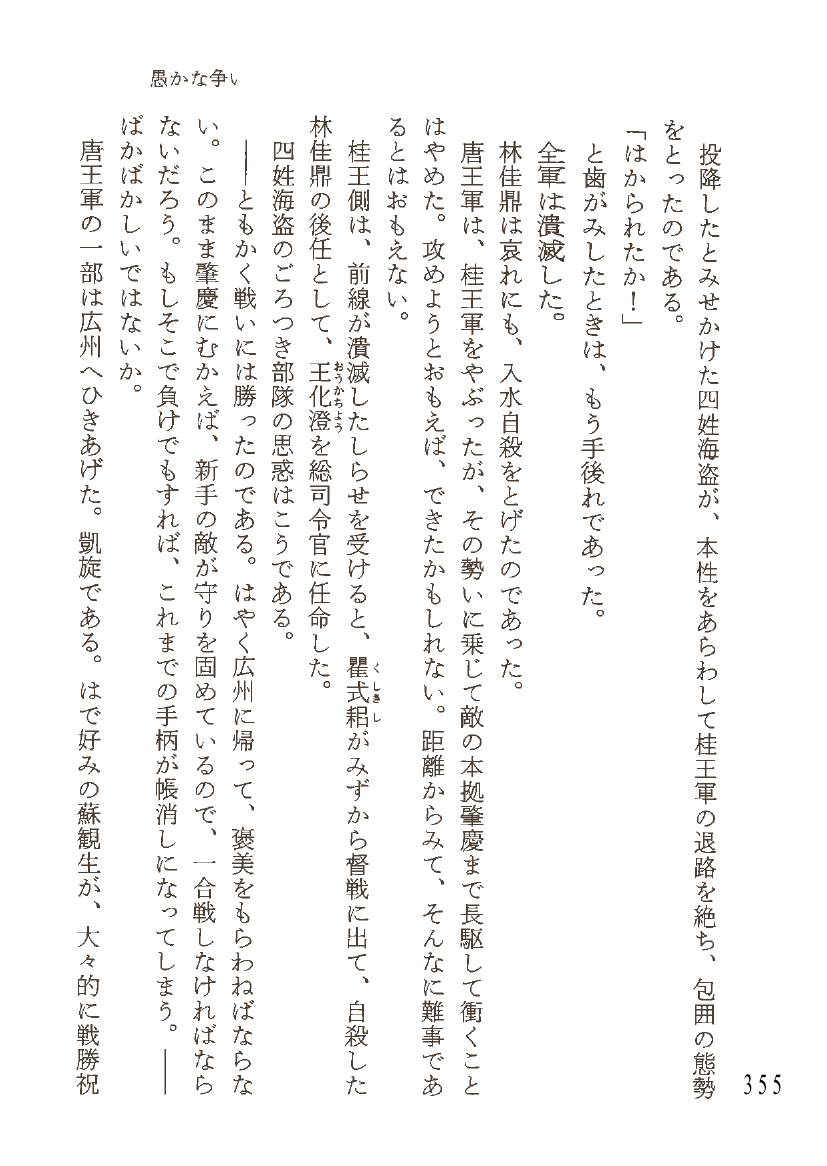 愚かな争い
投降したとみせかけた四姓海盗が、本性をあらわして桂王軍の退路を絶ち、包囲の態勢
をとったのである。
「はかられたか！」
と歯がみしたときは、もう手後れであった。
全軍は潰滅した。
林佳鼎は哀れにも、入水自殺をとげたのであった。
唐王軍は、桂王軍をやぶったが、その勢いに乗じて敵の本拠肇慶まで長駆して衝くこと
はやめた。攻めようとおもえば、できたかもしれない。距離からみて、そんなに難事であ
るとはおもえない。
桂王側は、前線が潰滅したしらせを受けると、瞿式耜がみずから督戦に出て、自殺した
くしきし
林佳鼎の後任として、王化澄を総司令官に任命した。
おうかちょう
四姓海盗のごろつき部隊の思惑はこうである。
――ともかく戦いには勝ったのである。はやく広州に帰って、褒美をもらわねばならな
い。このまま肇慶にむかえば、新手の敵が守りを固めているので、一合戦しなければなら
ないだろう。もしそこで負けでもすれば、これまでの手柄が帳消しになってしまう。――
ばかばかしいではないか。
唐王軍の一部は広州へひきあげた。凱旋である。はで好みの蘇観生が、大々的に戦勝祝
355